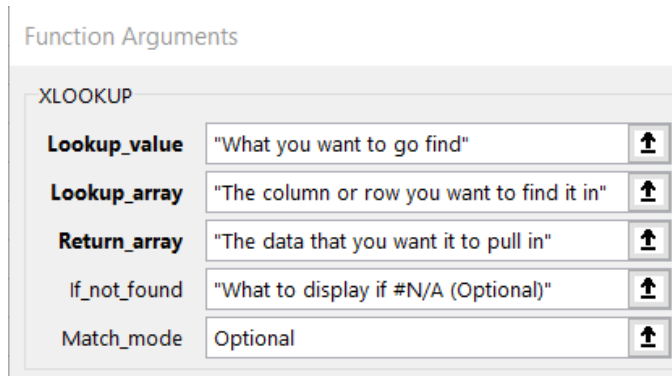 Function Arguments
XLOOKUP
Lookup_value "What you want to go find"
Lookup_array "The column or row you want to find it in"
Return_array "The data that you want it to pull in"
If_not_found "What to display if #N/A (Optional)"
Match_mode Optional